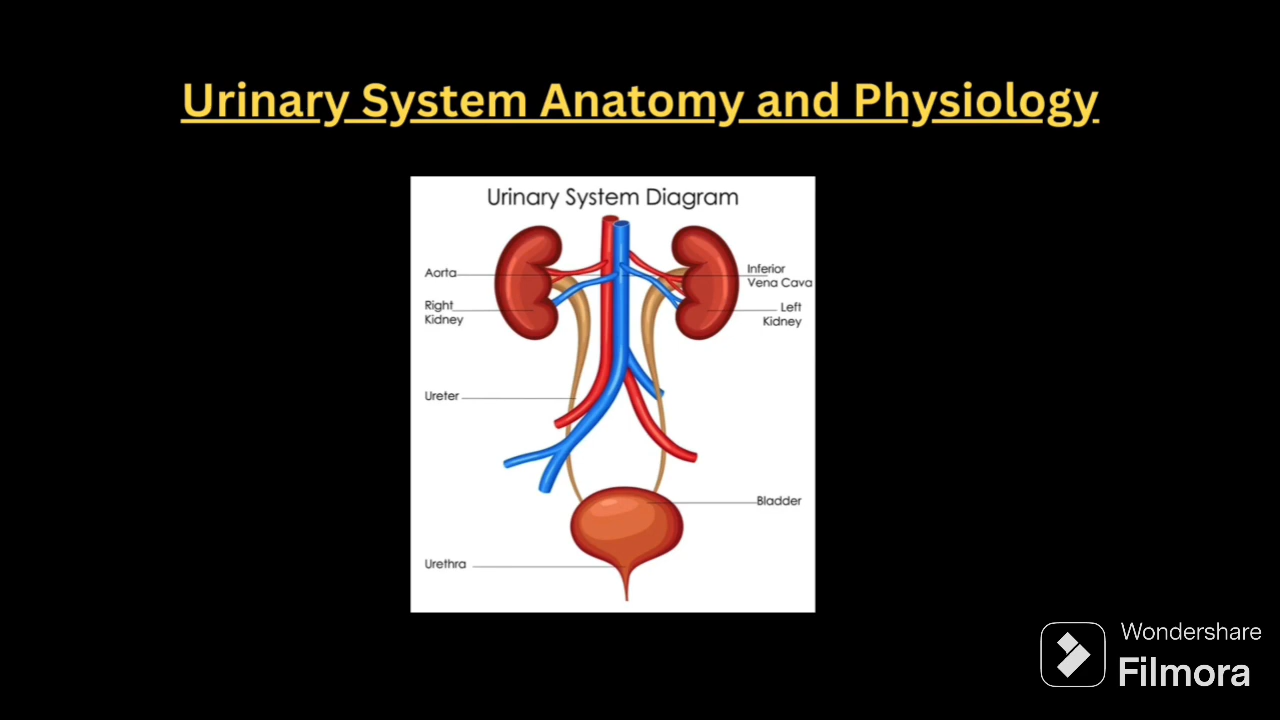 Urinary System Anatomy and Physiology
Urinary System Diagram
Aorta
Inferior
Vena Cava
Right
Kidney
Left
Kidney
Ureter
Bladder
Urethra
Wondershare
Filmora